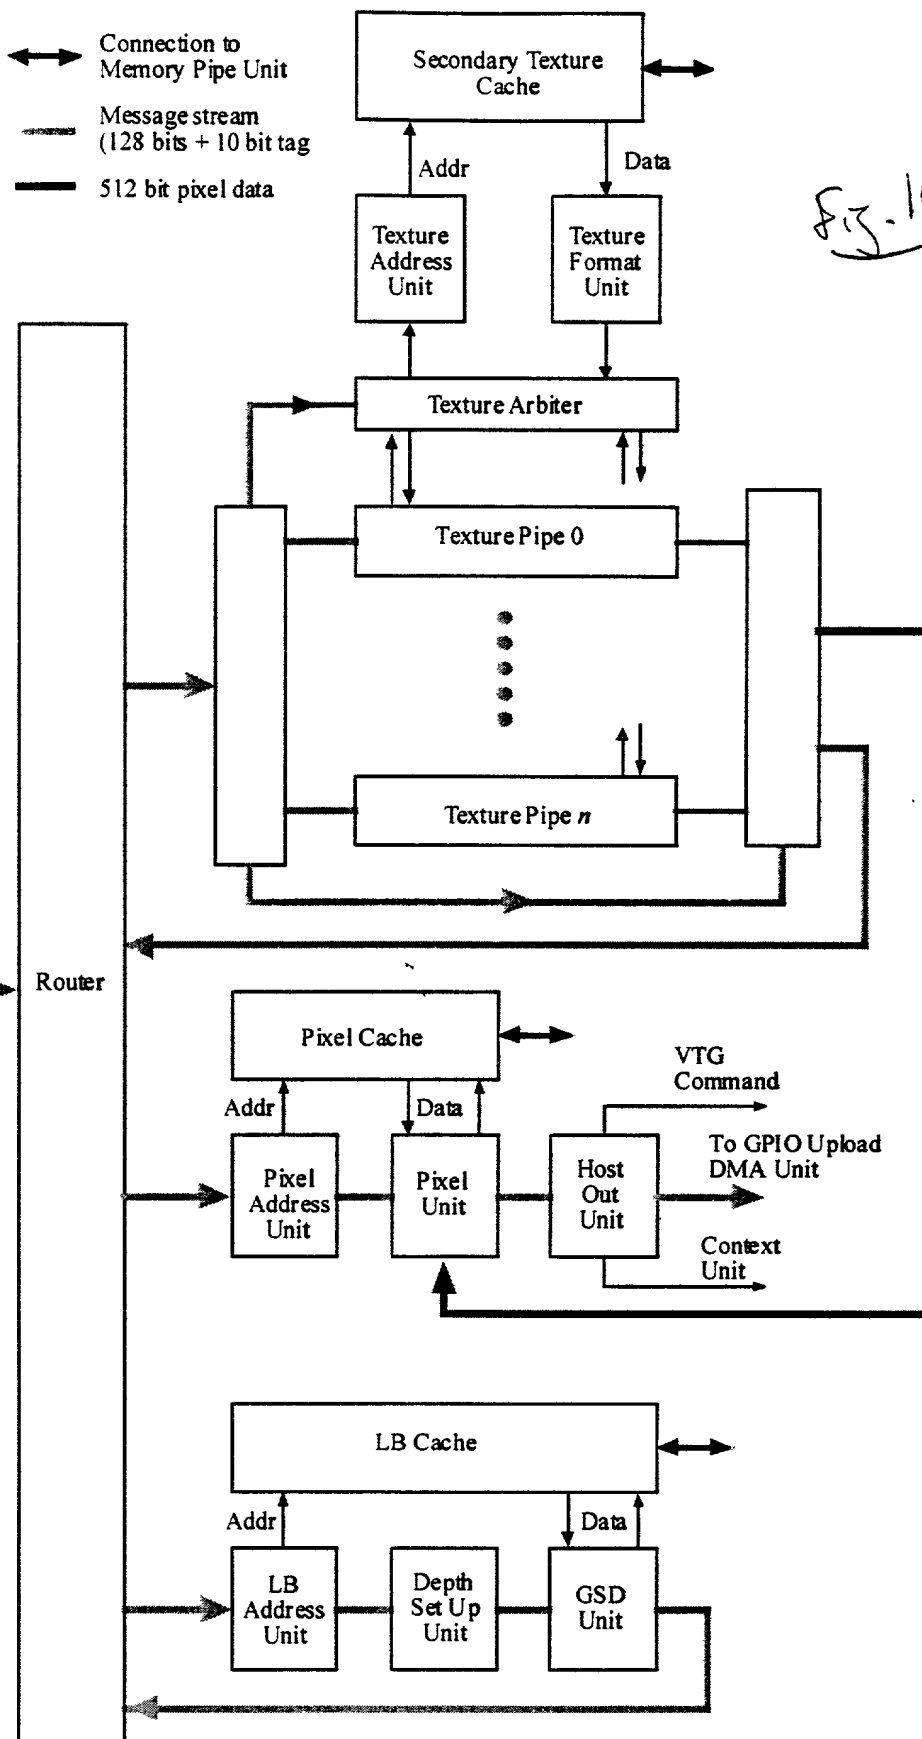 Connection to
Memory Pipe Unit
Message stream
(128 bits + 10 bit tag
512 bit pixel data
Secondary Texture
Cache
Addr
Data
Texture
Address
Unit
Texture
Format
Unit
Fig.
Texture Arbiter
Texture Pipe 0
Texture Pipe n
Router
Pixel Cache
Addr
Data
Pixel
Address
Unit
Pixel
Unit
Host
Out
Unit
VTG
Command
To GPIO Upload
DMA Unit
Context
Unit
LB Cache
Addr
Data
LB
Address
Unit
Depth
Set Up
Unit
GSD
Unit